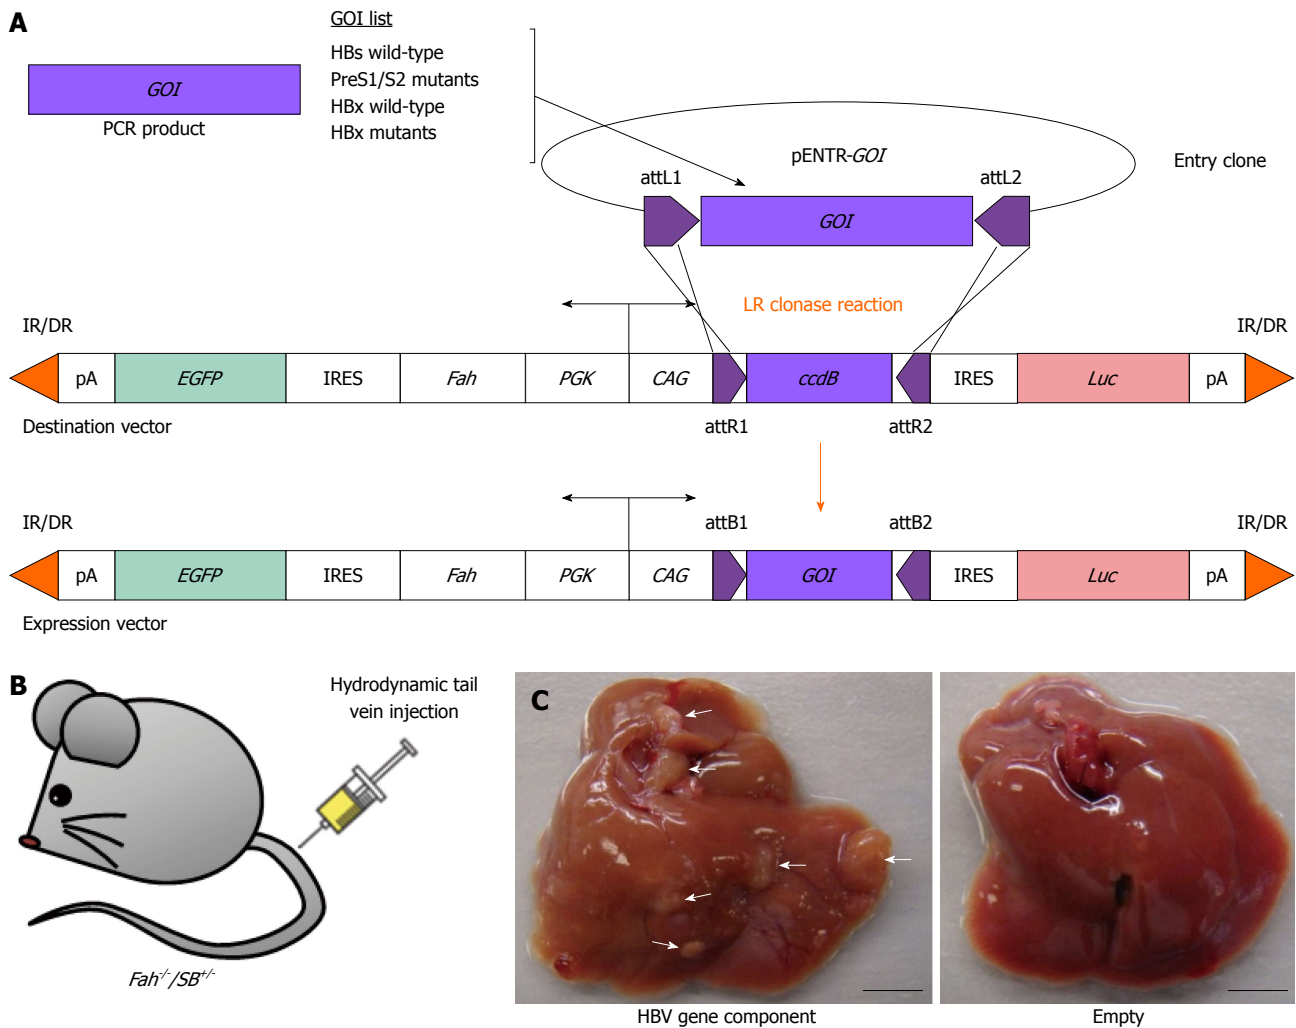 A
GOI list
HBs wild-type
PreS1/S2 mutants
HBx wild-type
HBx mutants
GOI
PCR product
pENTR-GOI
Entry clone
attL1
attL2
GOI
LR clonase reaction
IR/DR
IR/DR
pA
EGFP
IRES
Fah
PGK
CAG
ccdB
IRES
Luc
pA
Destination vector
attR1
attR2
IR/DR
attB1
attB2
IR/DR
pA
EGFP
IRES
Fah
PGK
CAG
GOI
IRES
Luc
pA
Expression vector
B
Hydrodynamic tail
vein injection
Fah-/-/SB+/-
C
HBV gene component
Empty